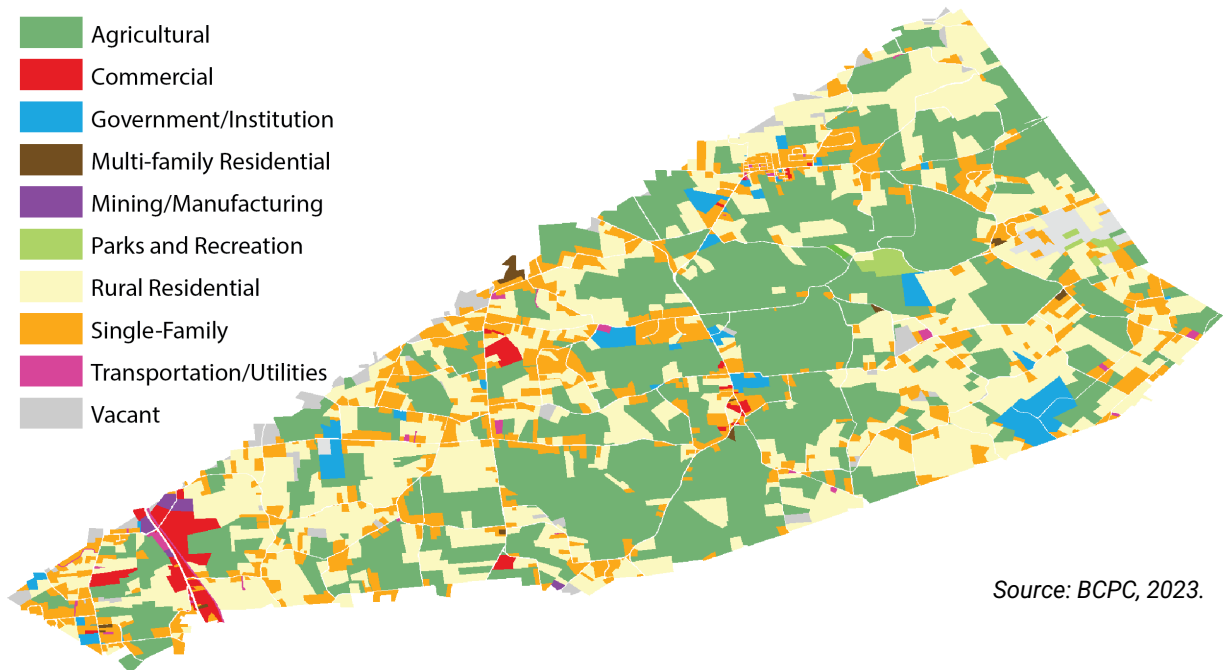 Agricultural
Commercial
Government/Institution
Multi-family Residential
Mining/Manufacturing
Parks and Recreation
Rural Residential
Single-Family
Transportation/Utilities
Vacant
Source: BCPC, 2023.